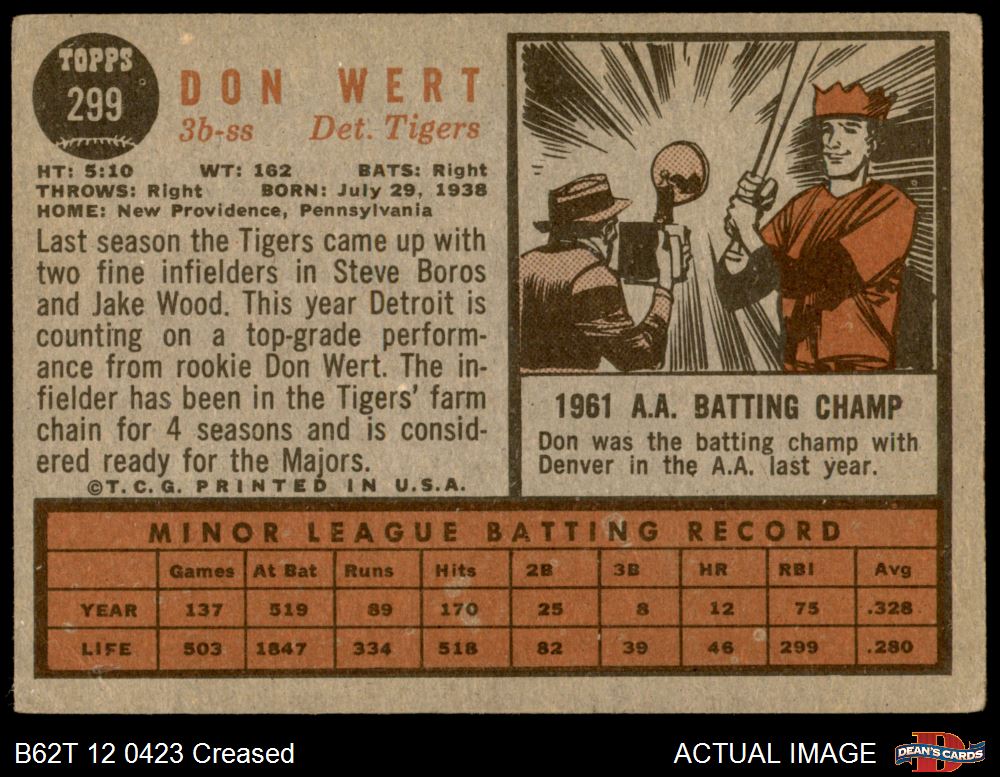 TOPPS
299
DON WERT
3b-ss Det. Tigers
HT: 5:10 WT: 162 BATS: Right
THROWS: Right BORN: July 29, 1938
HOME: New Providence, Pennsylvania
Last season the Tigers came up with
two fine infielders in Steve Boros
and Jake Wood. This year Detroit is
counting on a top-grade perform-
ance from rookie Don Wert. The in-
fielder has been in the Tigers' farm
chain for 4 seasons and is consid-
ered ready for the Majors.
©T.C.G. PRINTED IN U.S.A.
1961 A.A. BATTING CHAMP
Don was the batting champ with
Denver in the A.A. last year.
MINOR LEAGUE BATTING RECORD
Games At Bat Runs Hits 2B 3B HR RBI Avg
YEAR 137 519 89 170 25 8 12 75 .328
LIFE 503 1847 334 518 82 39 46 299 .280
B62T 12 0423 Creased
ACTUAL IMAGE
DEAN'S CARDS